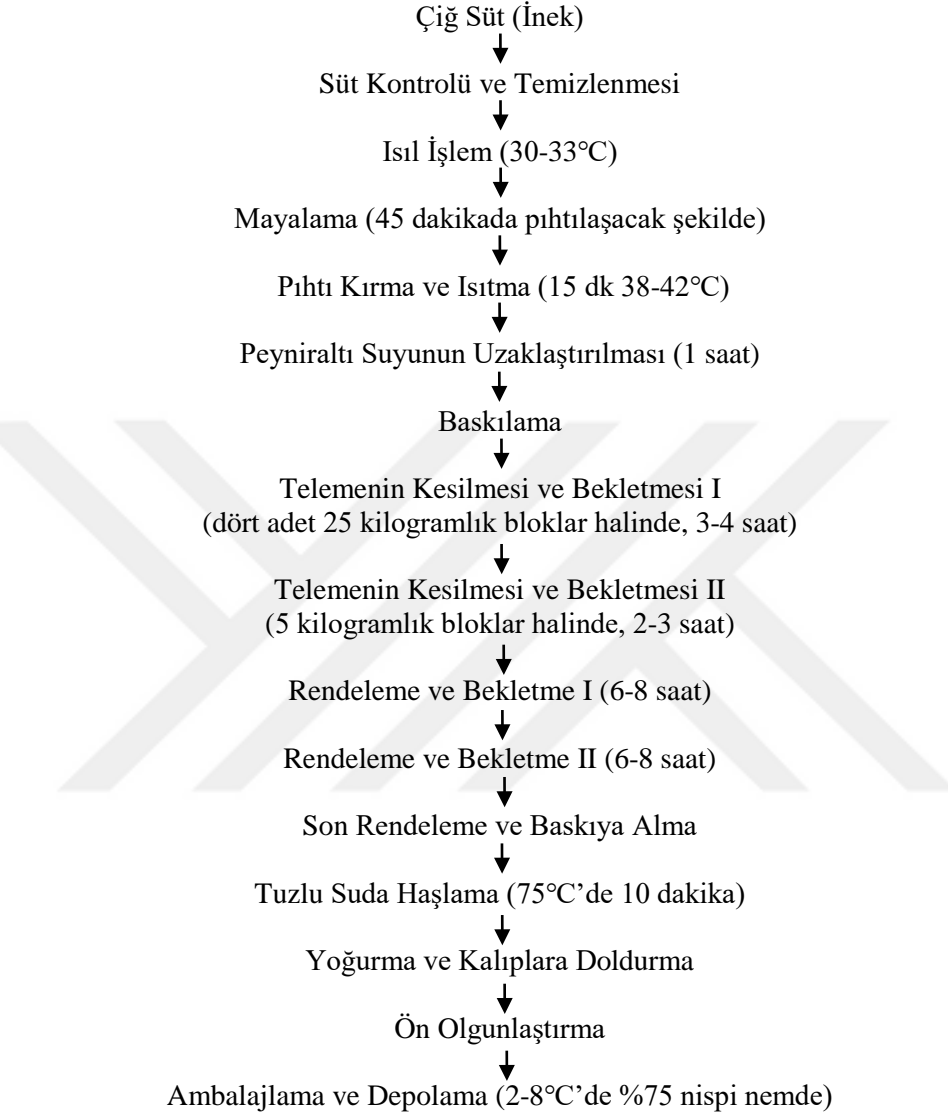 Çiğ Süt (İnek)
Süt Kontrolü ve Temizlenmesi
Isıl İşlem (30-33°C)
Mayalama (45 dakikada pıhtılaşacak şekilde)
Pıhtı Kırma ve Isıtma (15 dk 38-42°C)
Peyniraltı Suyunun Uzaklaştırılması (1 saat)
Baskılama
Telemenin Kesilmesi ve Bekletmesi I
(dört adet 25 kilogramlık bloklar halinde, 3-4 saat)
Telemenin Kesilmesi ve Bekletmesi II
(5 kilogramlık bloklar halinde, 2-3 saat)
Rendeleme ve Bekletme I (6-8 saat)
Rendeleme ve Bekletme II (6-8 saat)
Son Rendeleme ve Baskıya Alma
Tuzlu Suda Haşlama (75°C’de 10 dakika)
Yoğurma ve Kalıplara Doldurma
Ön Olgunlaştırma
Ambalajlama ve Depolama (2-8°C’de %75 nispi nemde)